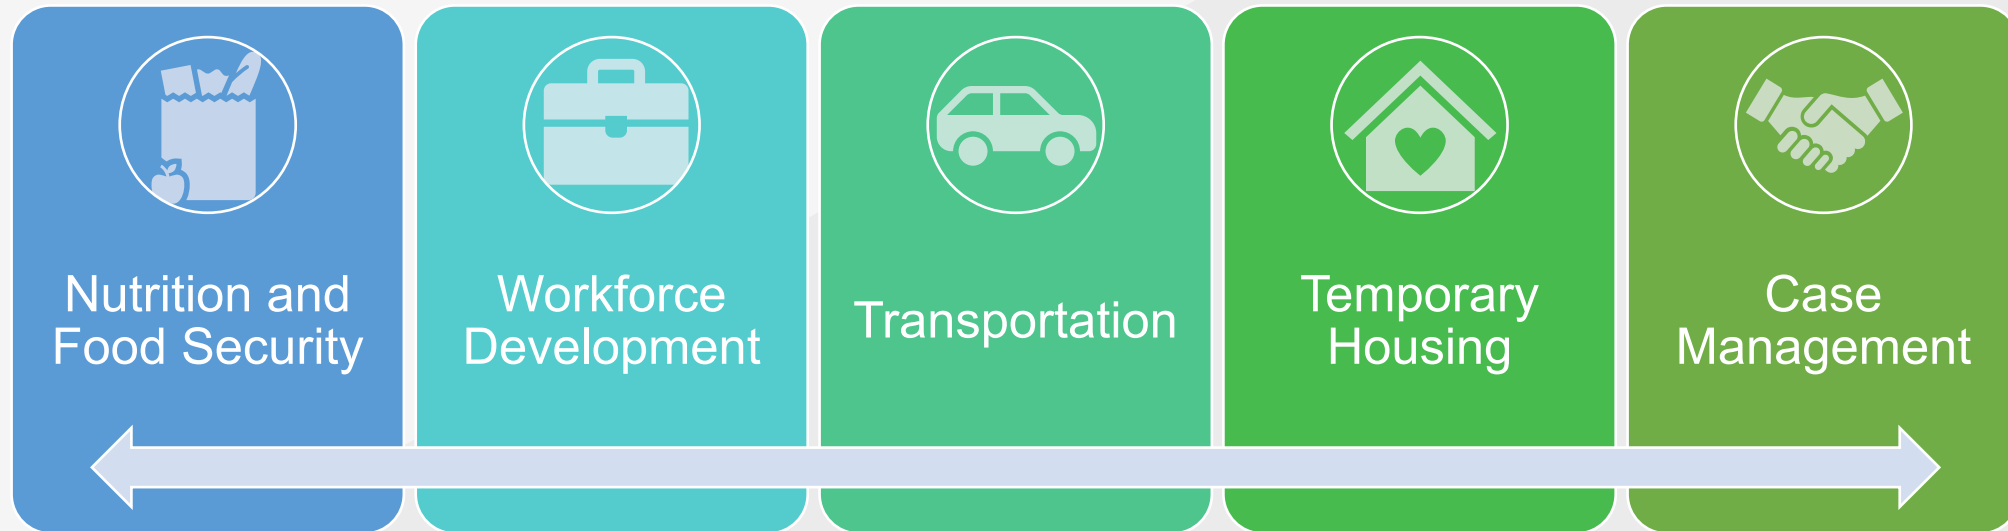 Nutrition and
Food Security
Workforce
Development
Transportation
Temporary
Housing
Case
Management